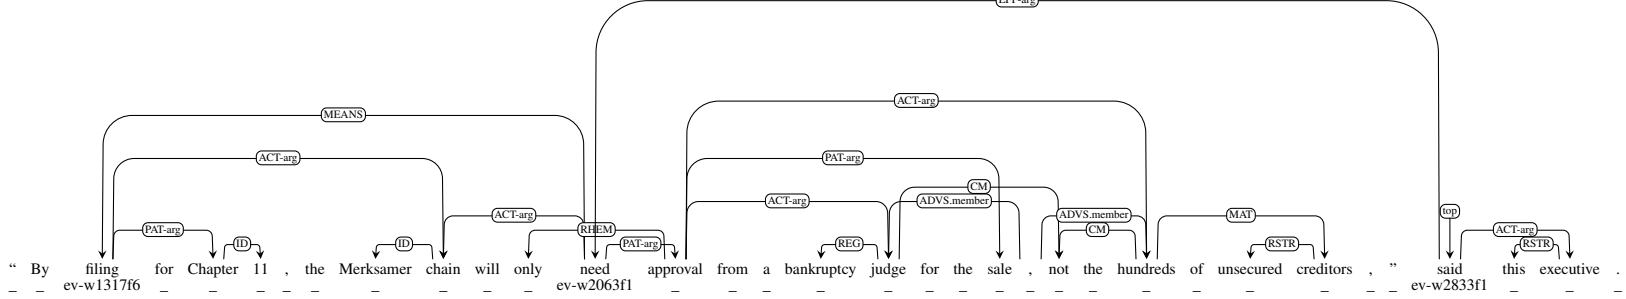 EFF-arg
ACT-arg
MEANS
ACT-arg PAT-arg
CM
ACT-arg ADVS.member
ACT-arg ADVS.member MAT top
PAT-arg RHEM CM ACT-arg
ID ID PAT-arg REG RSTR RSTR
“ By filing for Chapter 11 , the Merksamer chain will only need approval from a bankruptcy judge for the sale , not the hundreds of unsecured creditors , ” said this executive .
_ _ ev-w1317f6 _ _ _ _ _ _ _ _ _ ev-w2063f1 _ _ _ _ _ _ _ _ _ _ _ _ _ _ _ _ _ ev-w2833f1 _ _ _